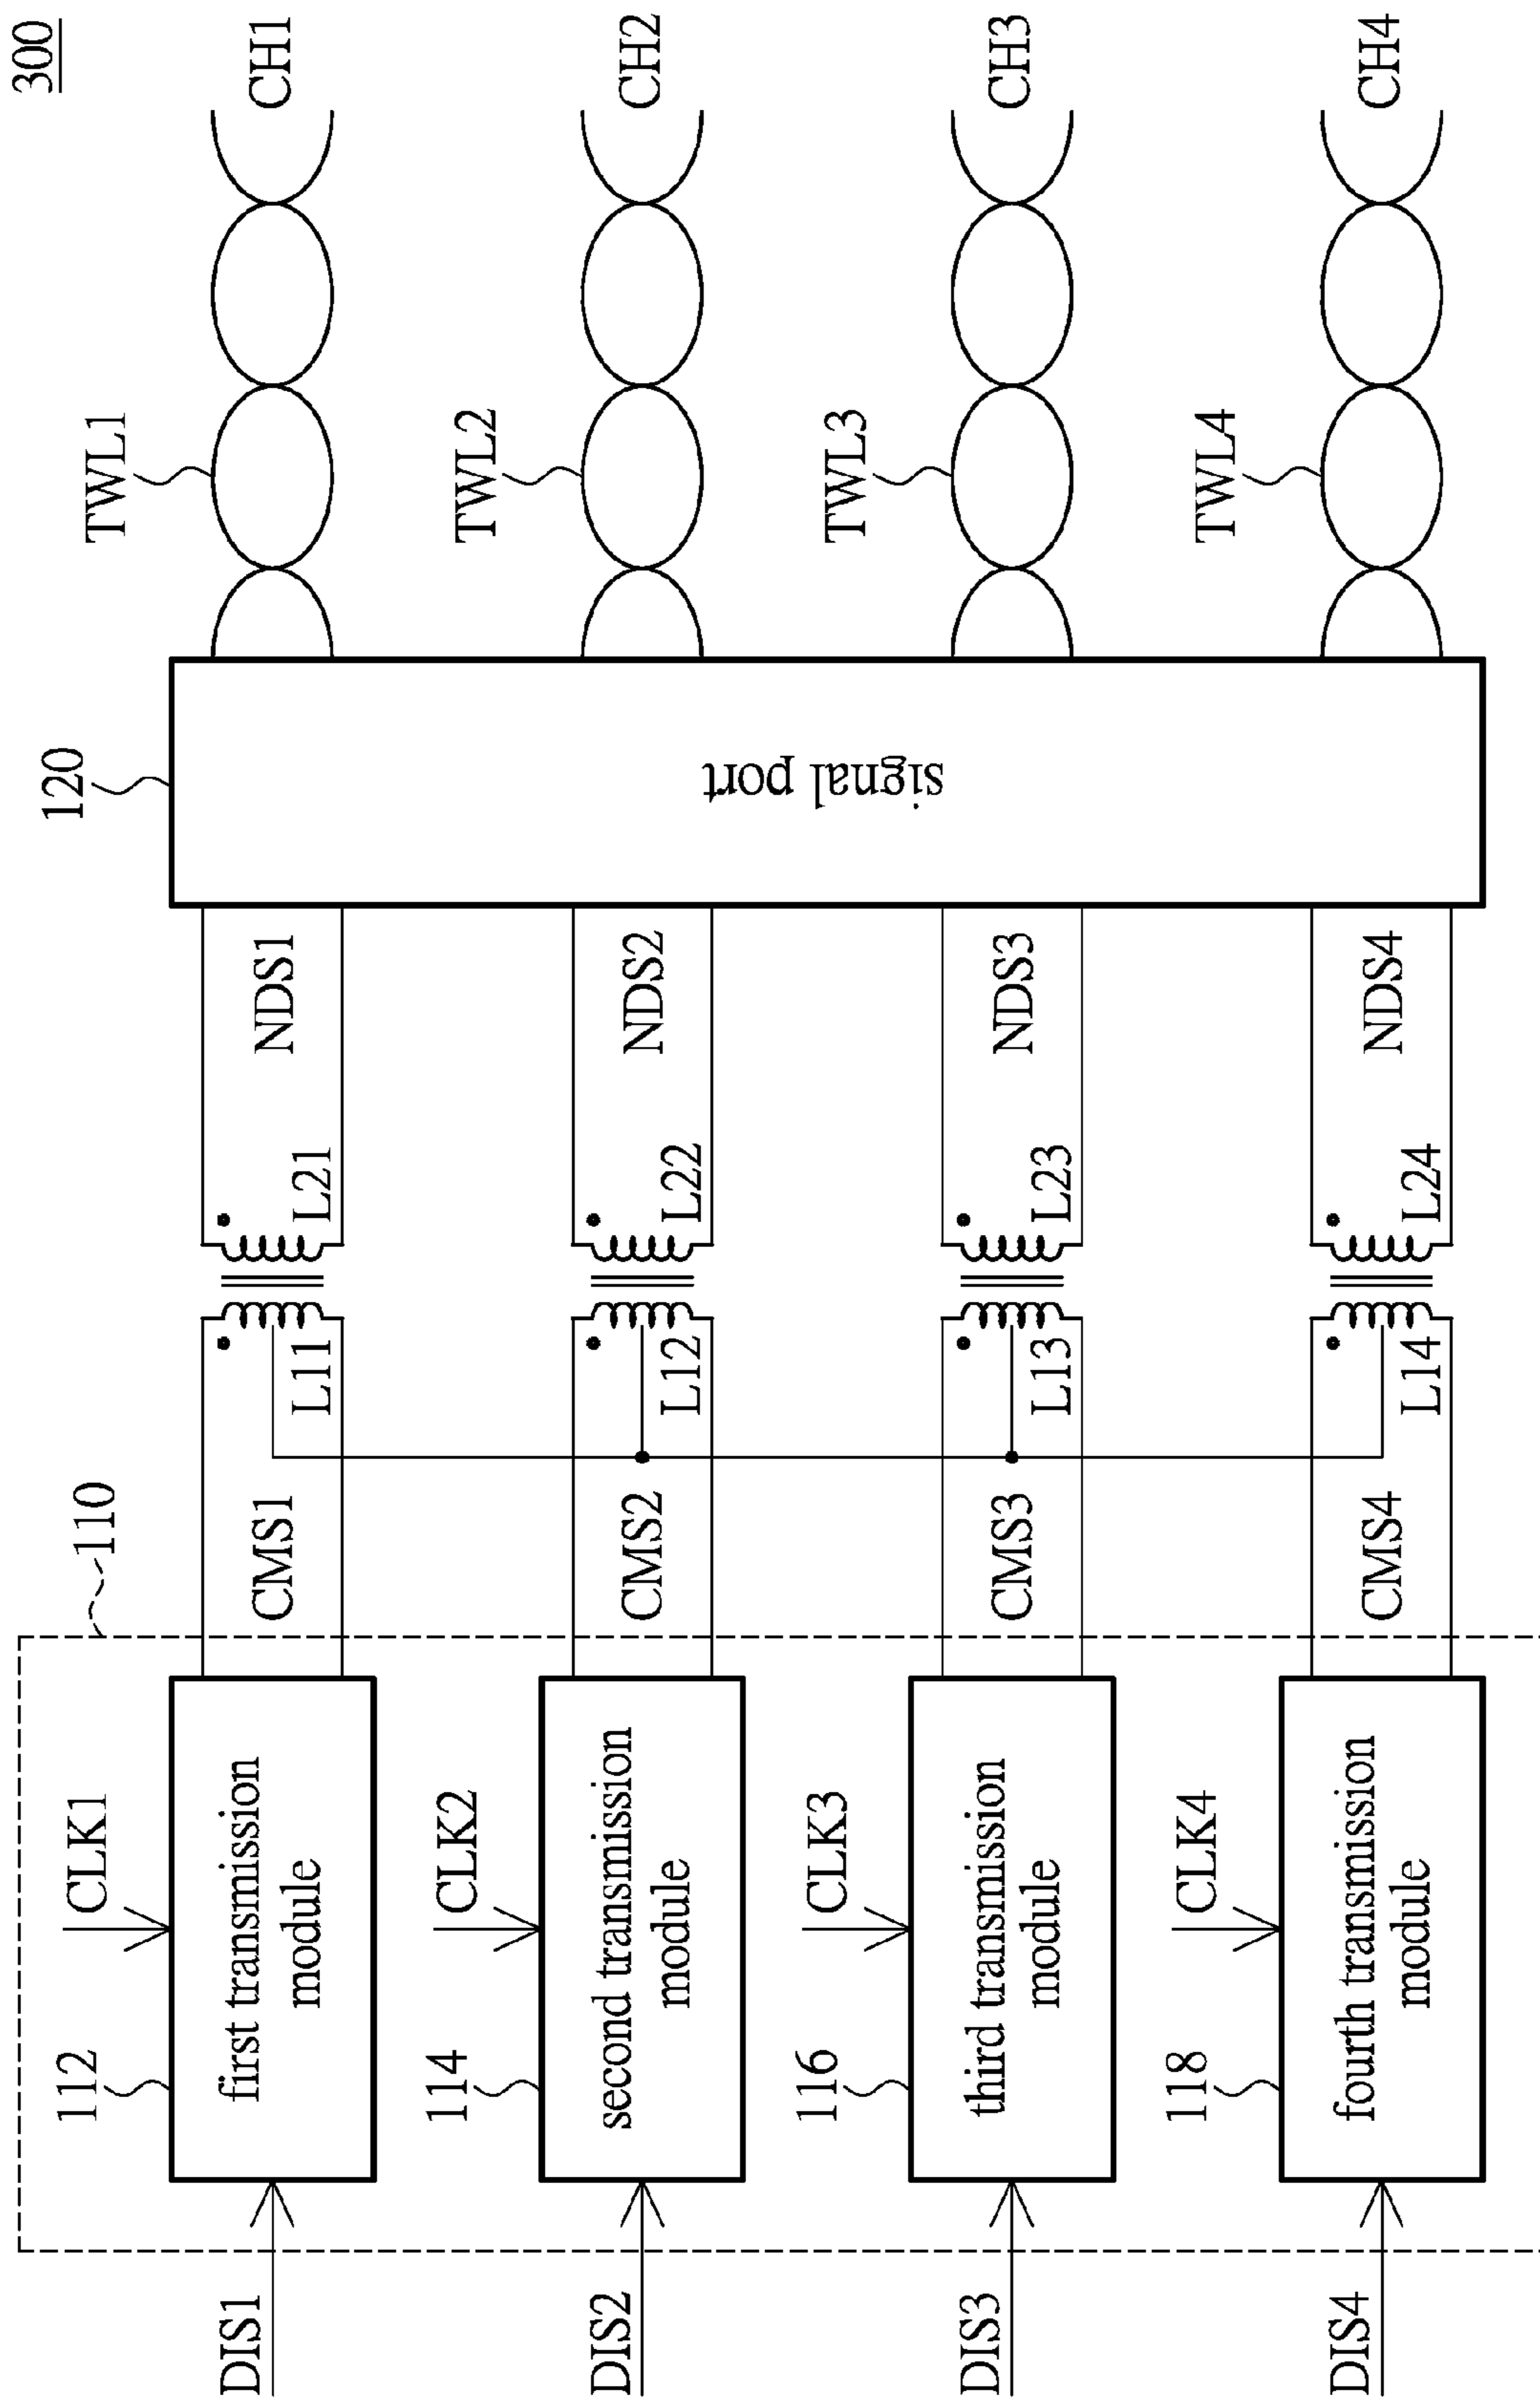 300
DIS1
112
CLK1
first transmission
module
110
CMS1
L11
L21
NDS1
120
signal port
TWL1
CH1
DIS2
114
CLK2
second transmission
module
CMS2
L12
L22
NDS2
TWL2
CH2
DIS3
116
CLK3
third transmission
module
CMS3
L13
L23
NDS3
TWL3
CH3
DIS4
118
CLK4
fourth transmission
module
CMS4
L14
L24
NDS4
TWL4
CH4